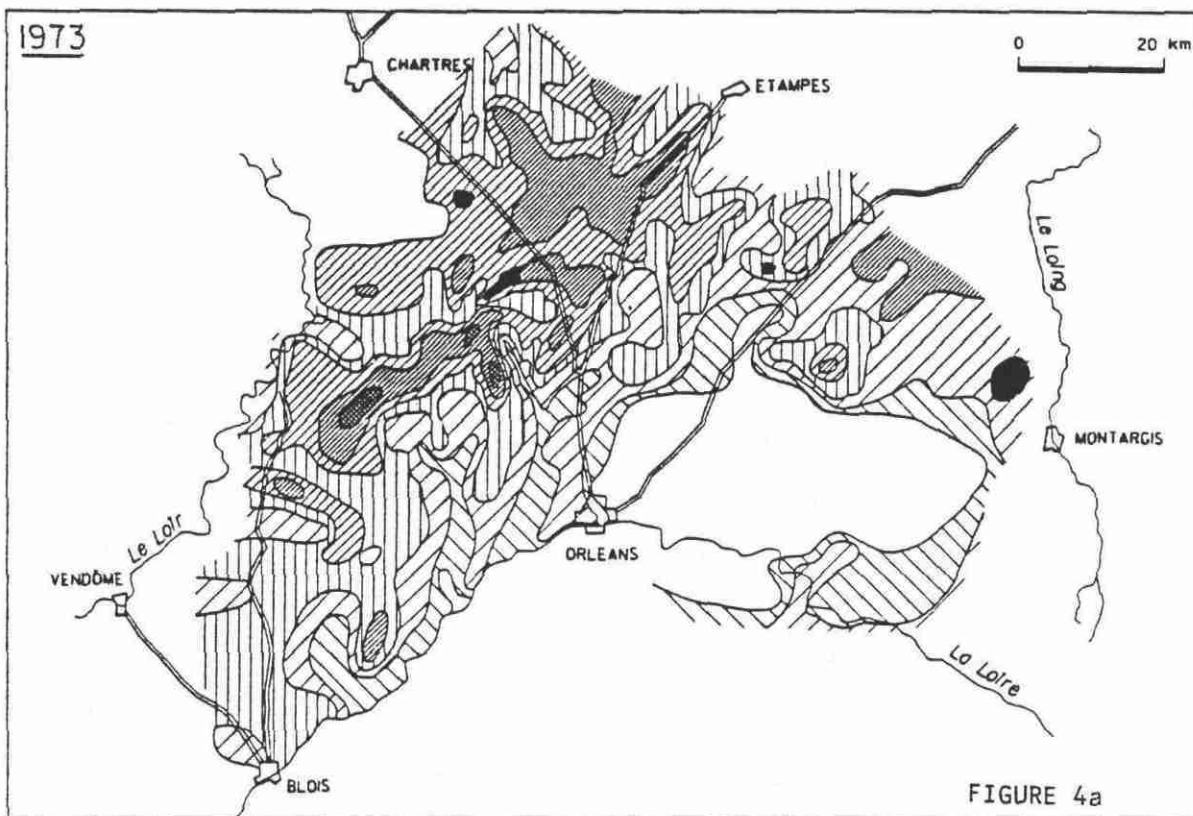 1973
0 20 km
CHARTRES
ETAMPES
Le Loing
MONTARGIS
ORLEANS
Le Loir
VENDÔME
La Loire
BLOIS
FIGURE 4a